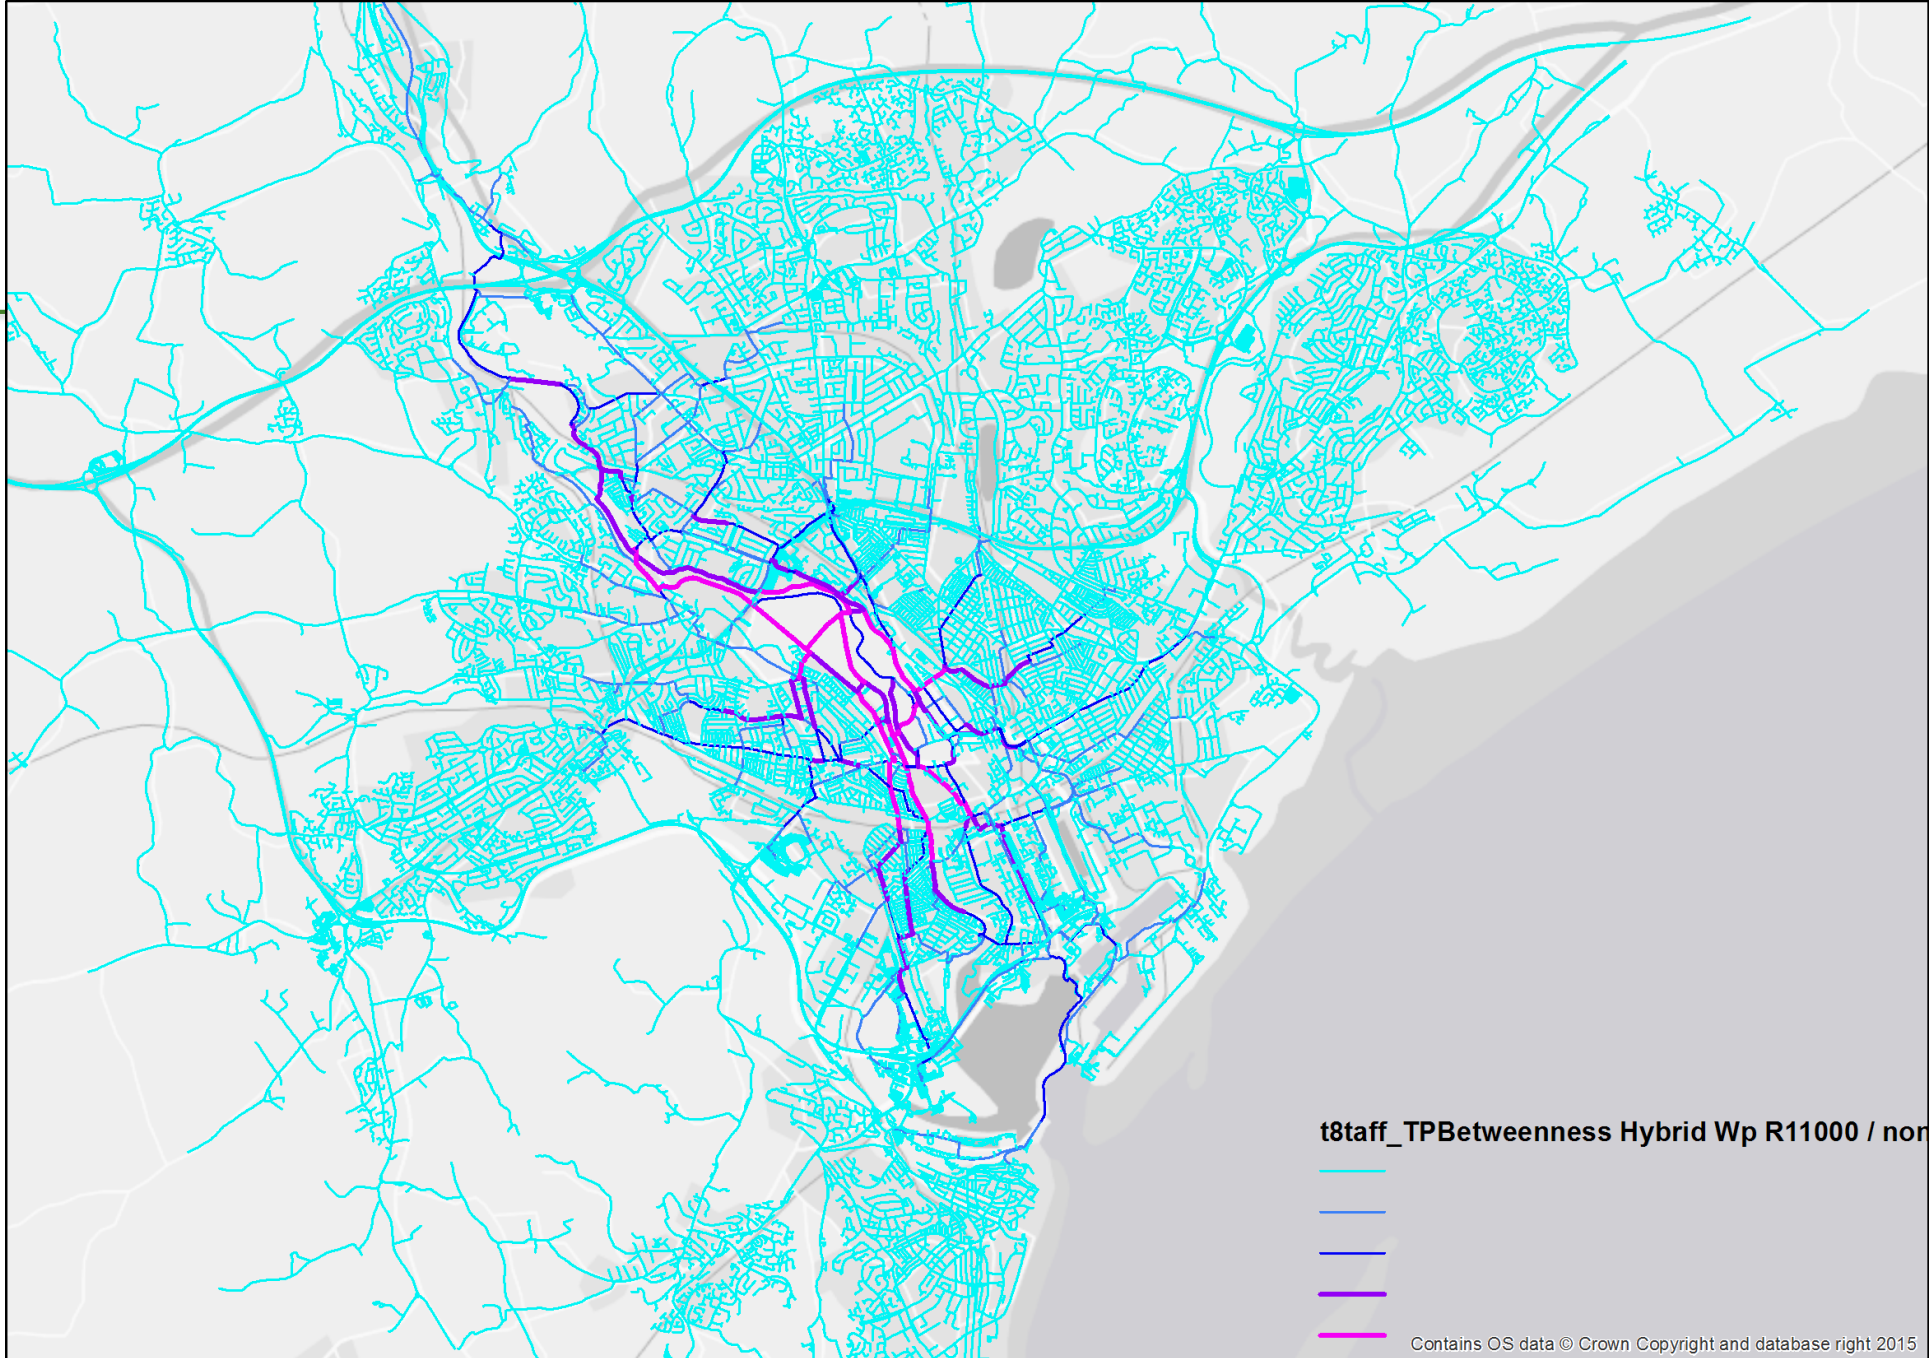 t8taff_TPBetweenness Hybrid Wp R11000 / non
Contains OS data © Crown Copyright and database right 2015